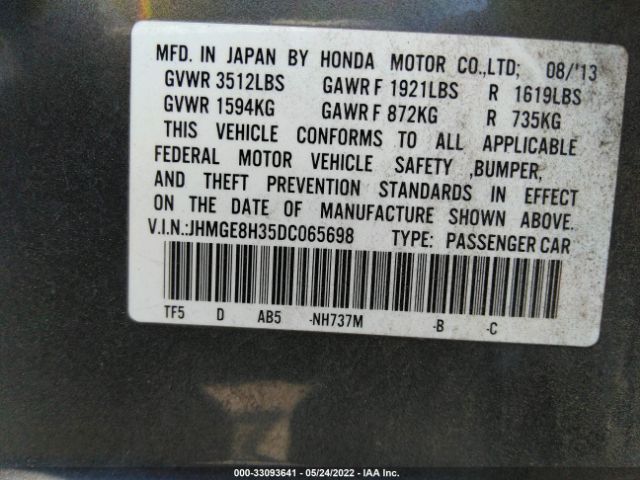 MFD. IN JAPAN BY HONDA MOTOR CO.,LTD; 08/'13
GVWR 3512LBS GAWR F 1921LBS R 1619LBS
GVWR 1594KG GAWR F 872KG R 735KG
THIS VEHICLE CONFORMS TO ALL APPLICABLE
FEDERAL MOTOR VEHICLE SAFETY ,BUMPER,
AND THEFT PREVENTION STANDARDS IN EFFECT
ON THE DATE OF MANUFACTURE SHOWN ABOVE.
V.I.N.:JHMGE8H35DC065698 TYPE: PASSENGER CAR
TF5 D AB5 -NH737M -B -C
000-33093641 - 05/24/2022 - IAA Inc.